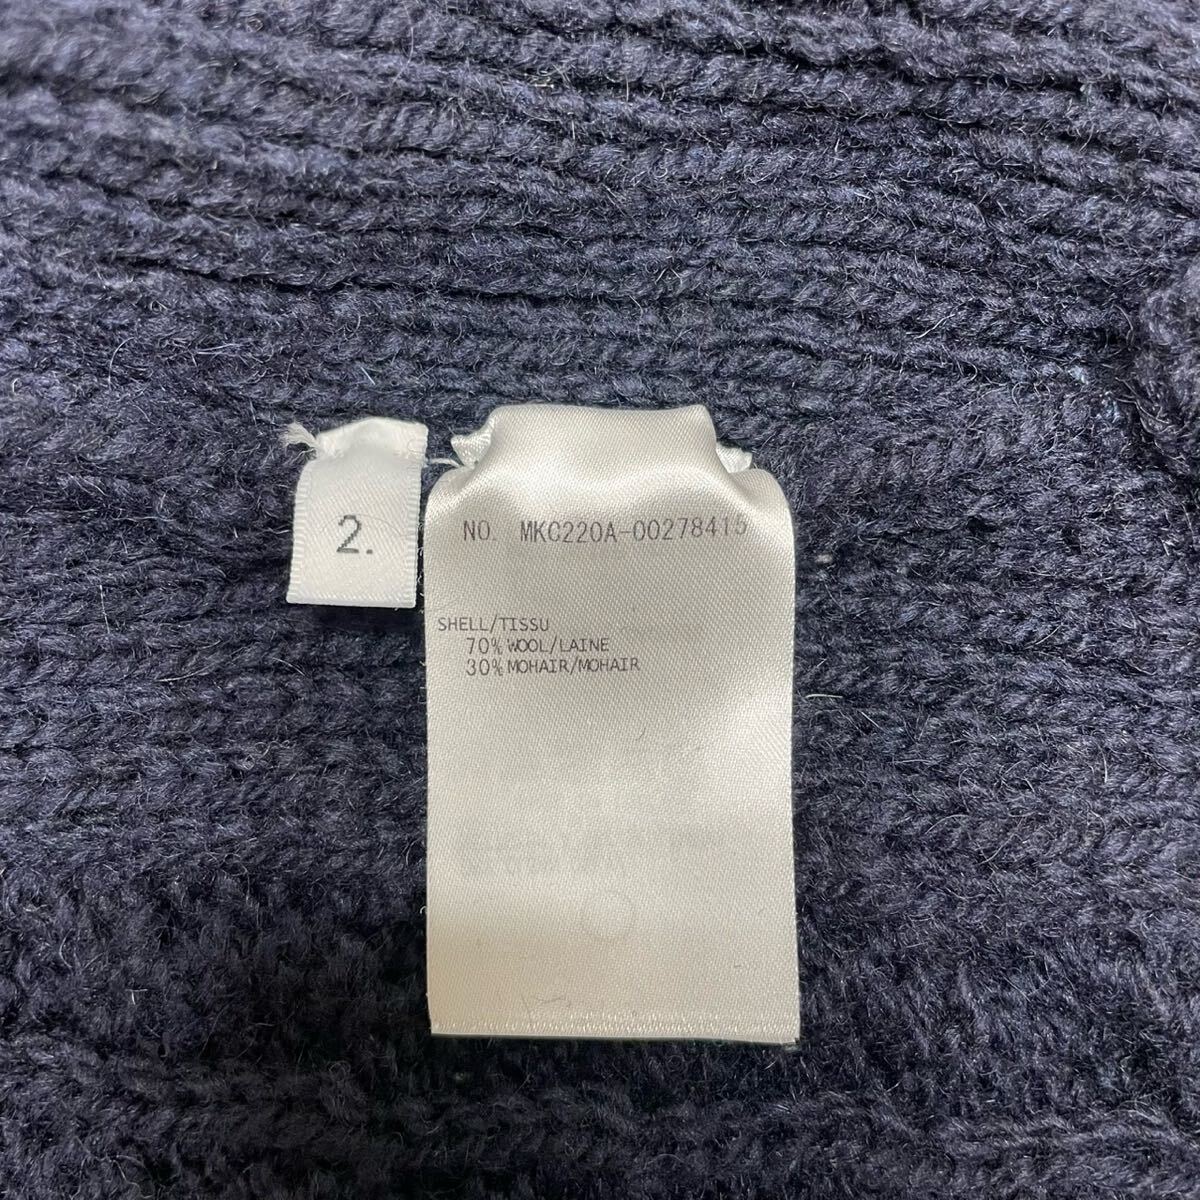 2.
NO. MKC220A-00278415
SHELL/TISSU
70% WOOL/LAINE
30% MOHAIR/MOHAIR